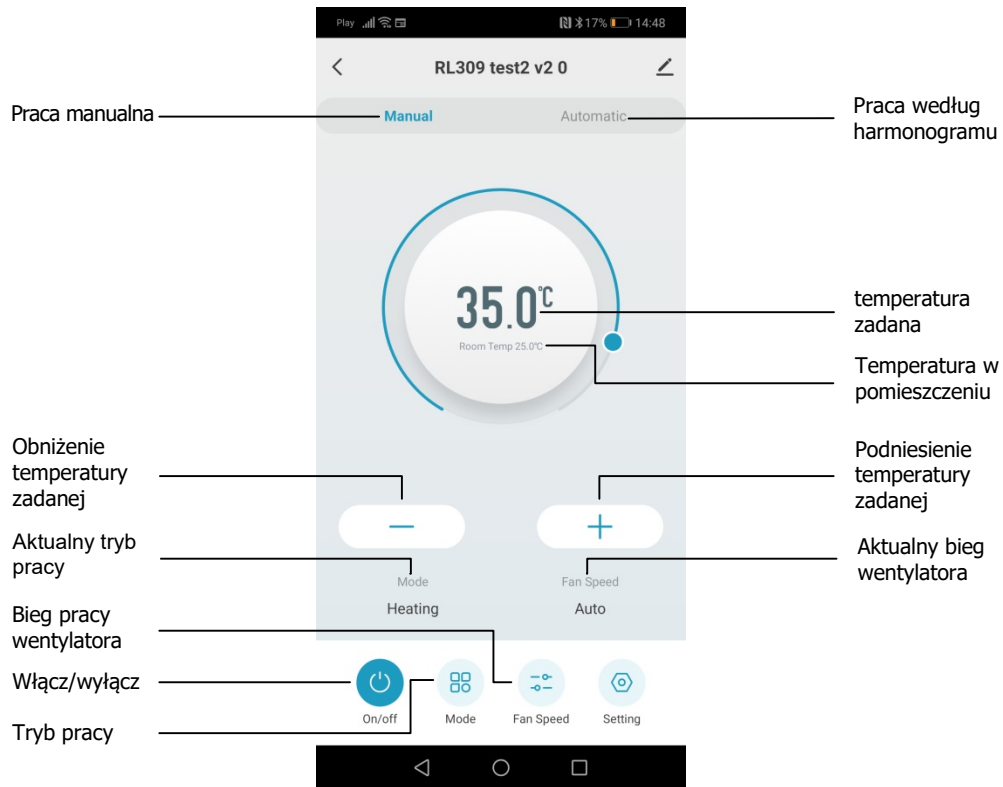 Play
17% 14:48
RL309 test2 v2 0
Praca manualna
Manual
Automatic
Praca według
harmonogramu
35.0°C
temperatura
zadana
Room Temp 25.0°C
Temperatura w
pomieszczeniu
Obniżenie
temperatury
zadanej
Podniesienie
temperatury
zadanej
Aktualny tryb
pracy
Aktualny bieg
wentylatora
Mode
Fan Speed
Heating
Auto
Bieg pracy
wentylatora
Włącz/wyłącz
On/off
Mode
Fan Speed
Setting
Tryb pracy